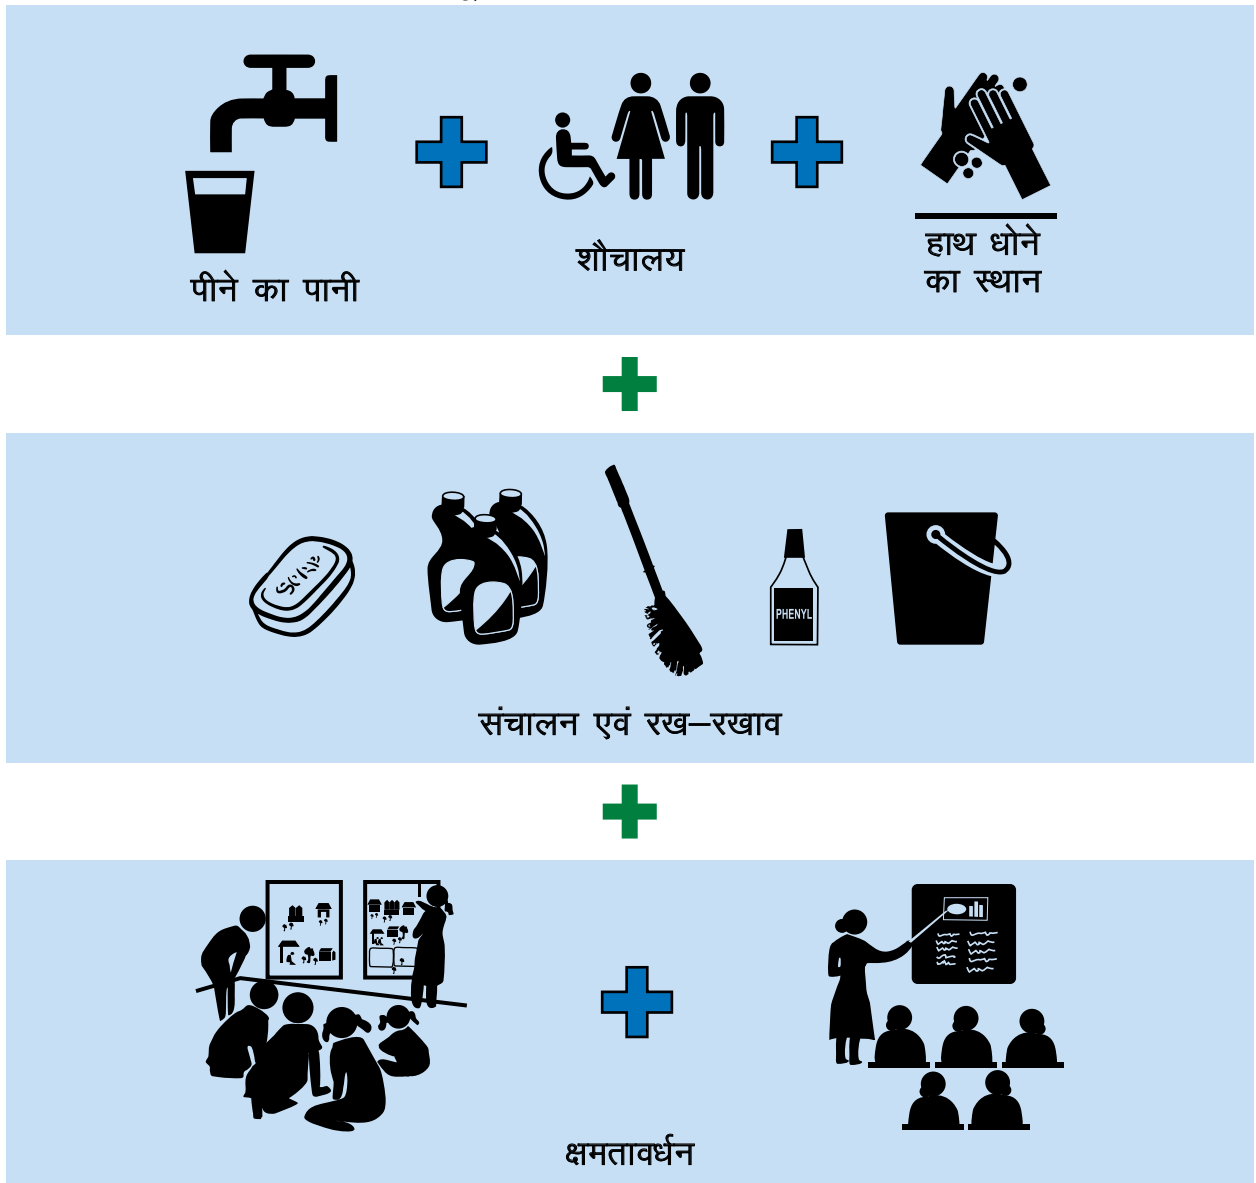 पीने का पानी
शौचालय
हाथ धोने
का स्थान
PHENYL
संचालन एवं रख–रखाव
क्षमतावर्धन